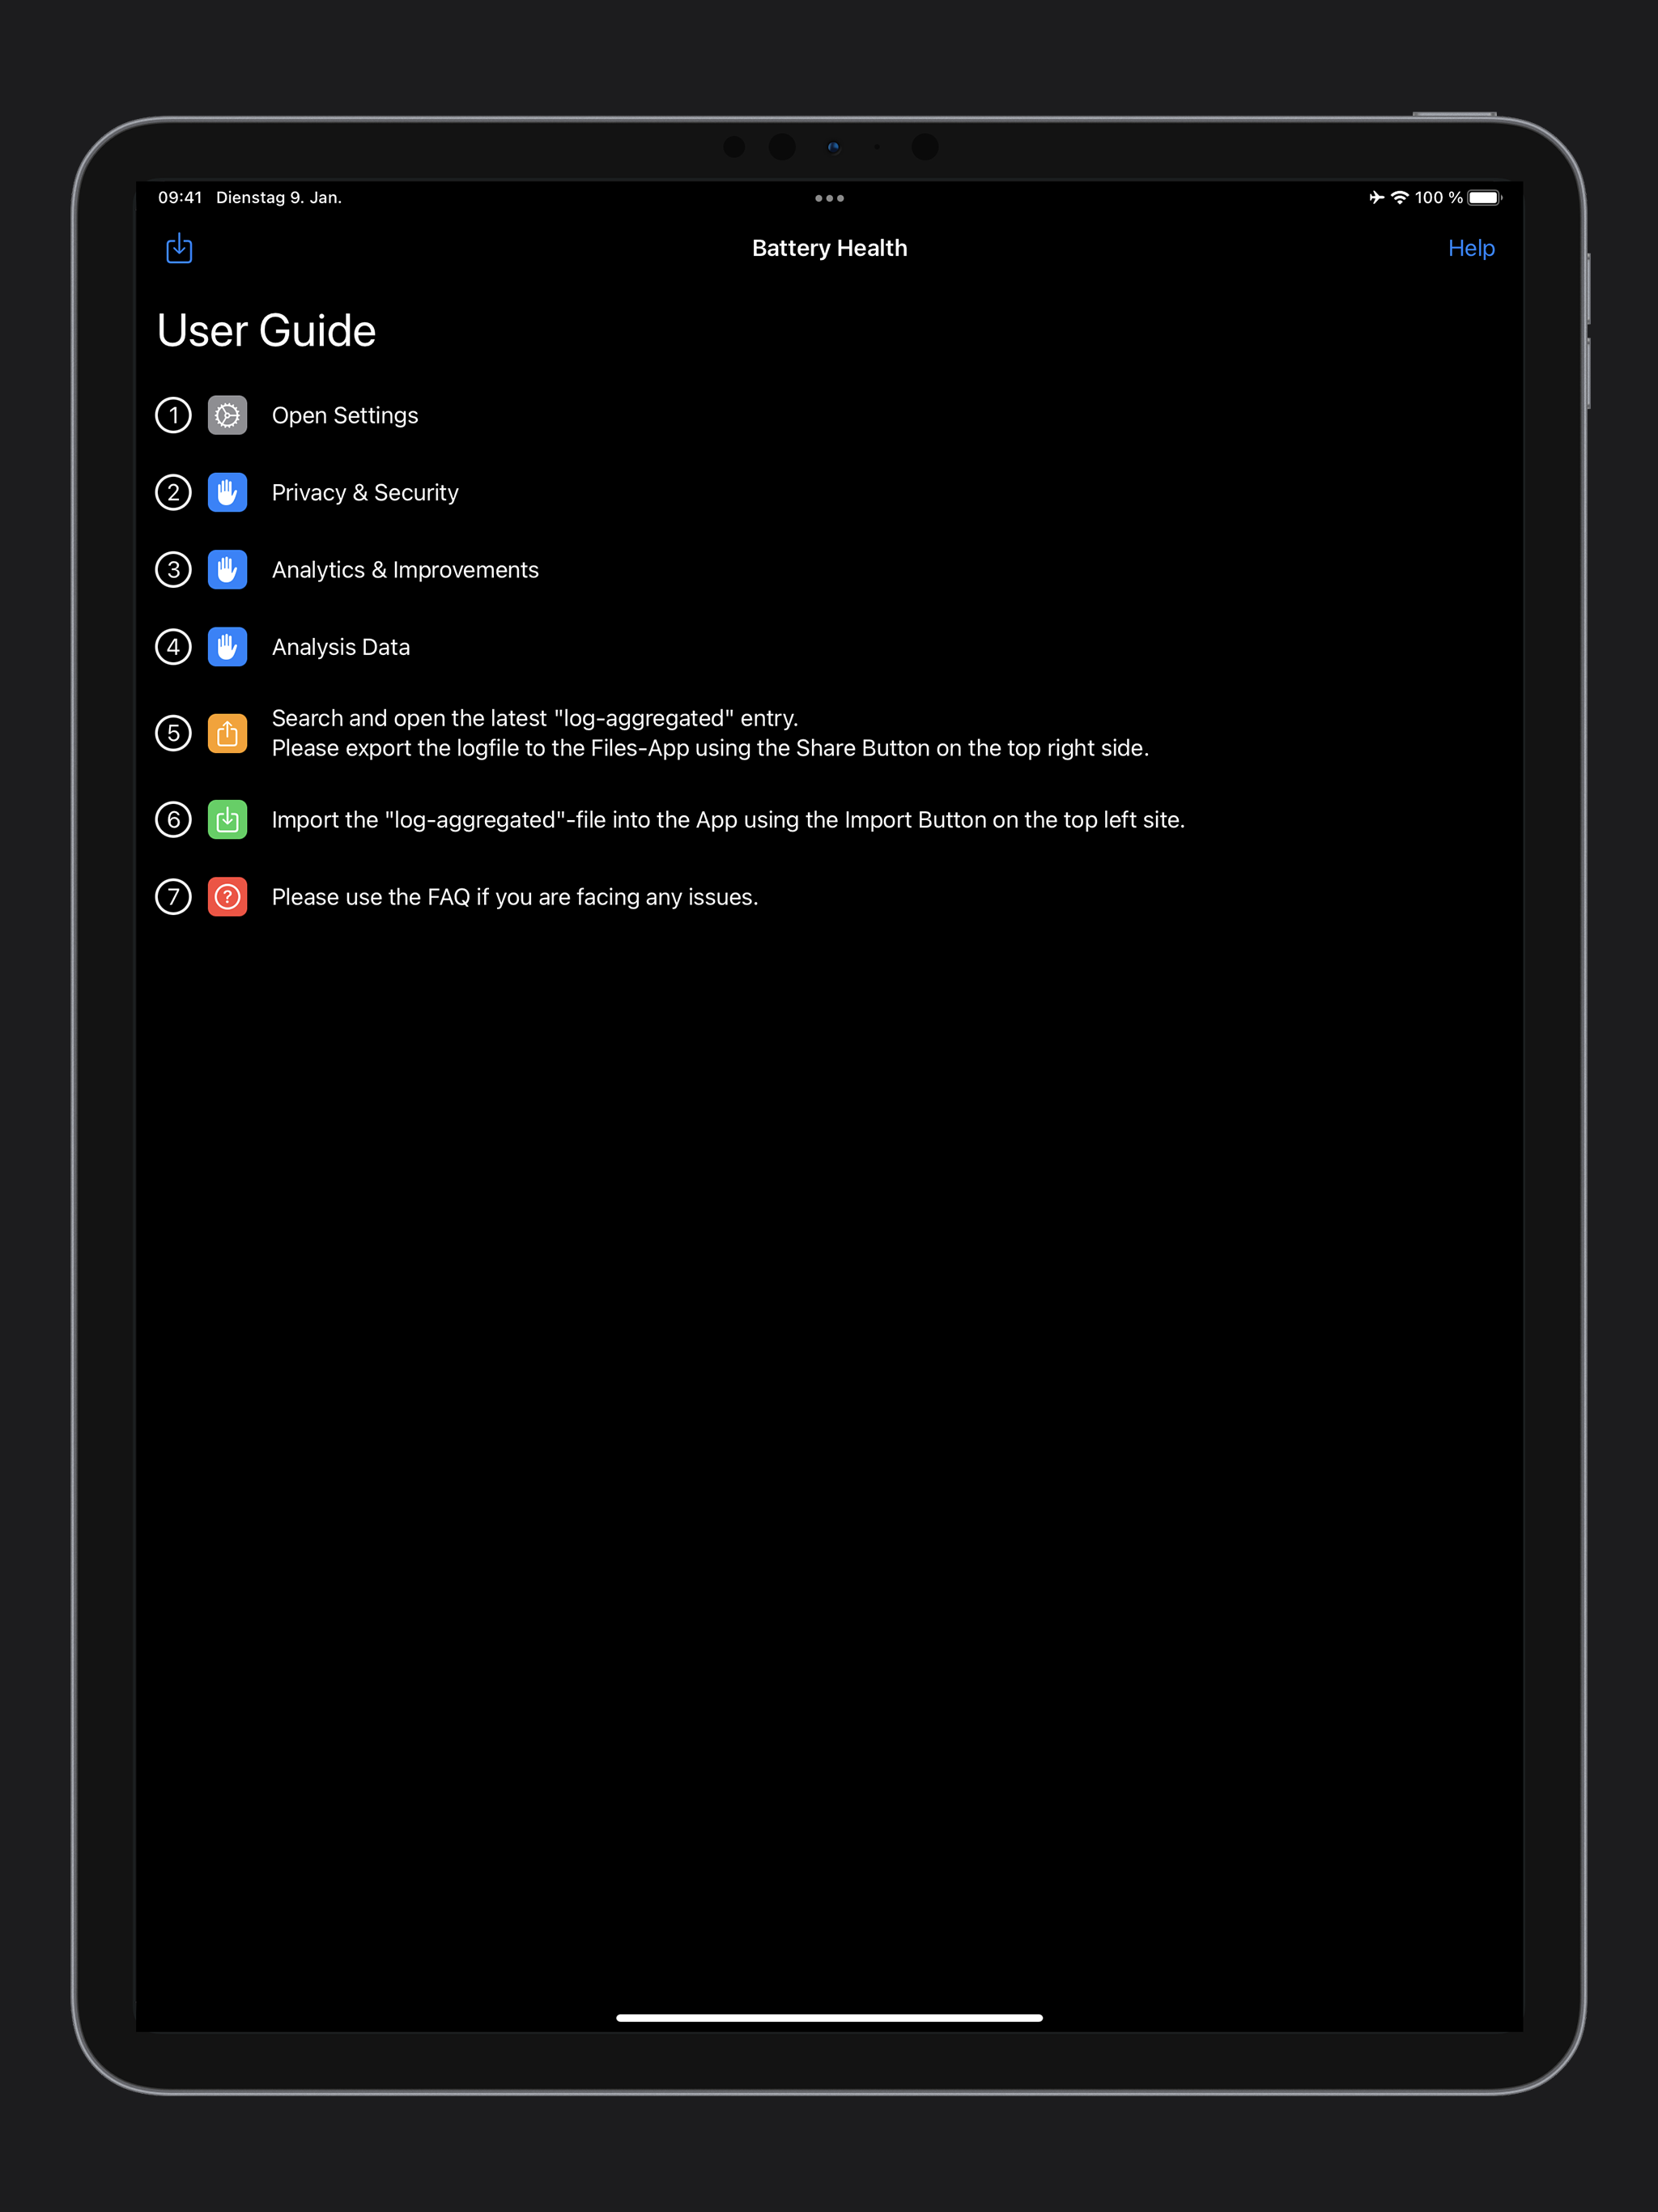 09:41 Dienstag 9. Jan.
100 %
Battery Health
Help
User Guide
1 Open Settings
2 Privacy & Security
3 Analytics & Improvements
4 Analysis Data
5 Search and open the latest "log-aggregated" entry.
Please export the logfile to the Files-App using the Share Button on the top right side.
6 Import the "log-aggregated"-file into the App using the Import Button on the top left site.
7 ? Please use the FAQ if you are facing any issues.